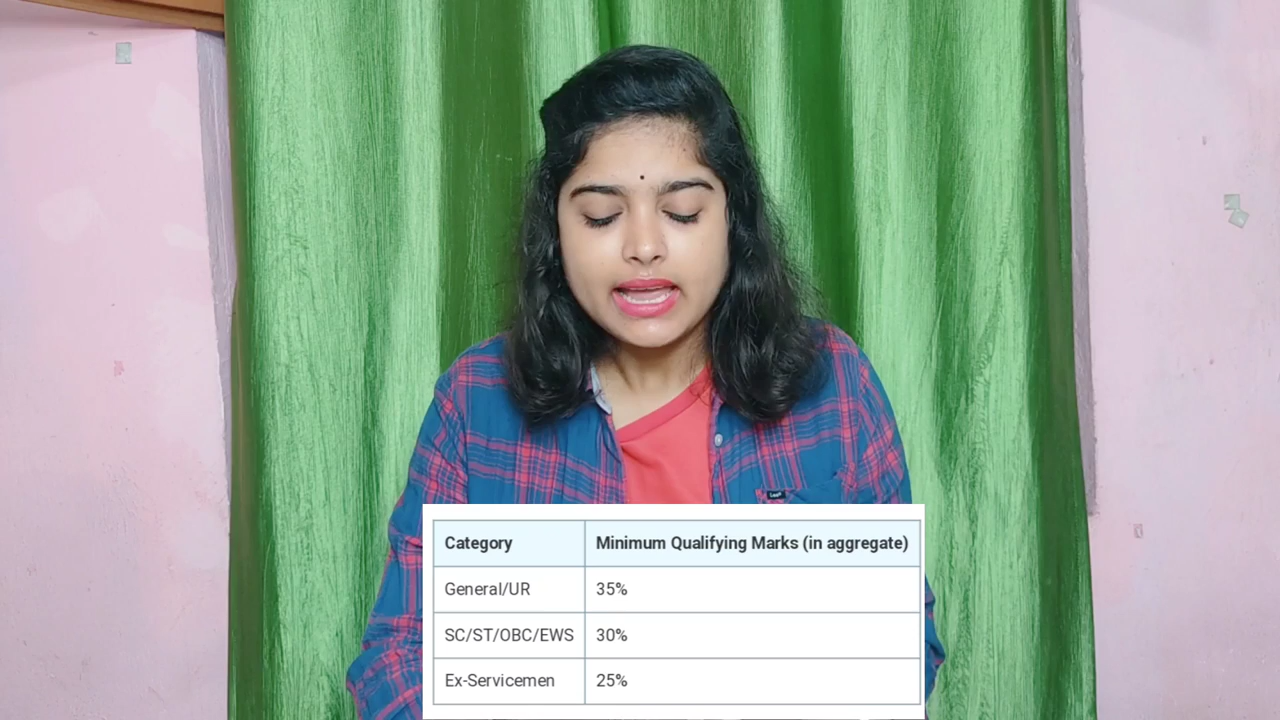 Category Minimum Qualifying Marks (in aggregate)
General/UR 35%
SC/ST/OBC/EWS 30%
Ex-Servicemen 25%